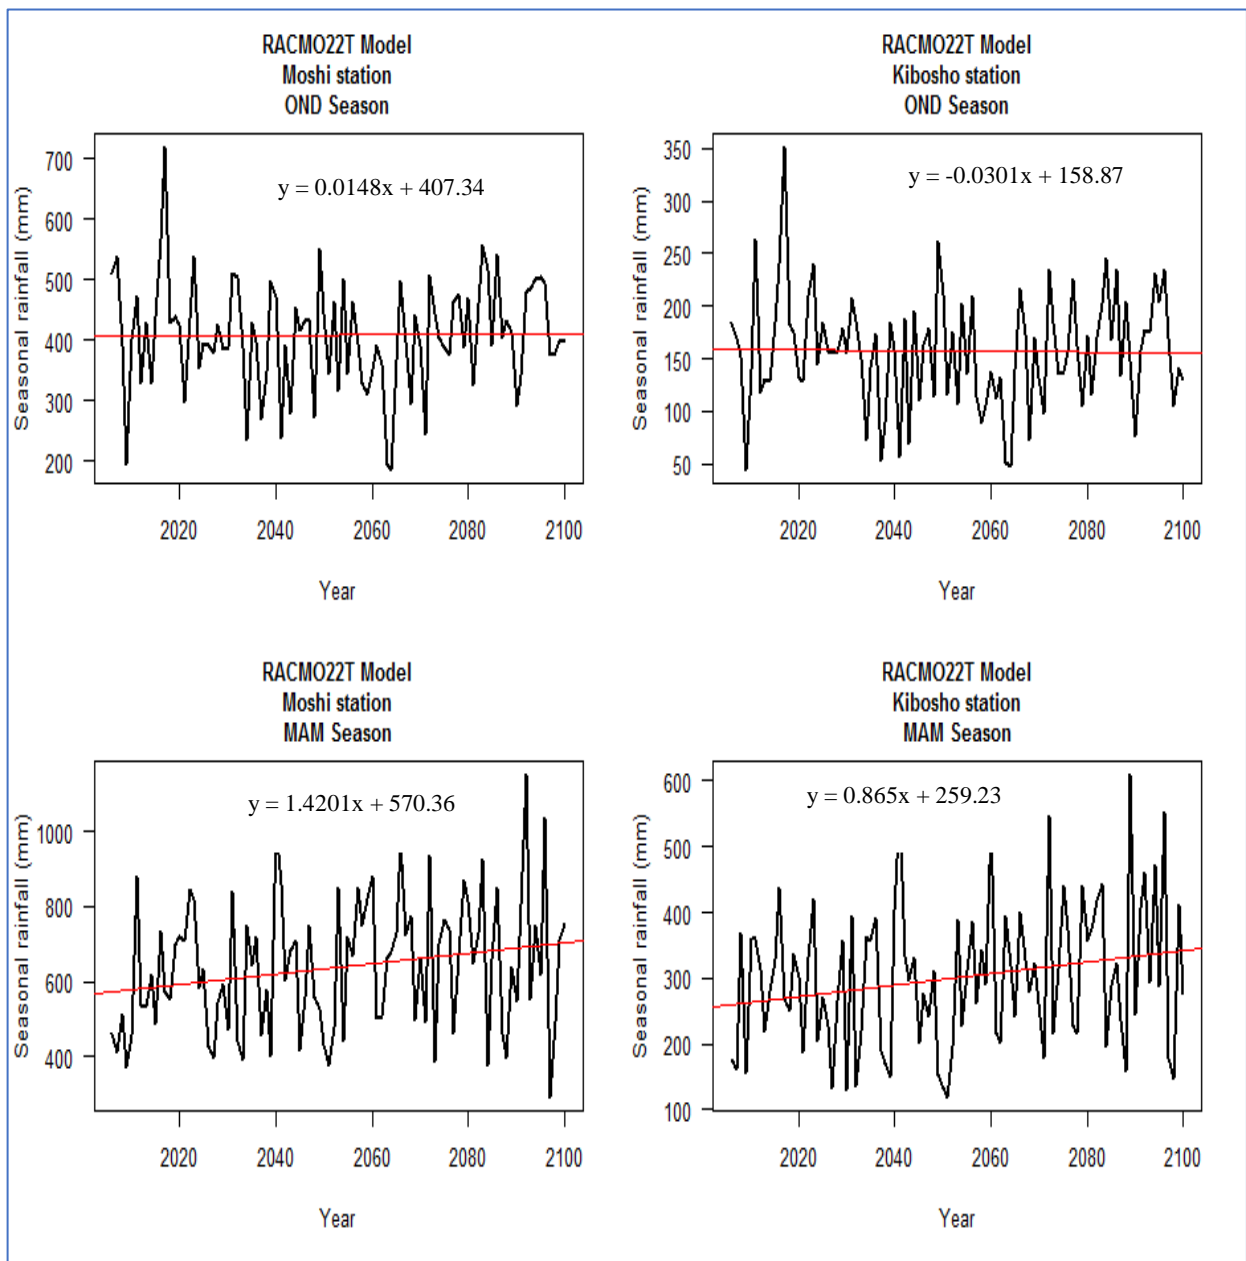 RACMO22T Model
Moshi station
OND Season
Seasonal rainfall (mm)
700
600
500
400
300
200
y = 0.0148x + 407.34
2020
2040
2060
2080
2100
Year
RACMO22T Model
Kibosho station
OND Season
Seasonal rainfall (mm)
350
300
250
200
150
100
50
y = -0.0301x + 158.87
2020
2040
2060
2080
2100
Year
RACMO22T Model
Moshi station
MAM Season
Seasonal rainfall (mm)
1000
800
600
400
y = 1.4201x + 570.36
2020
2040
2060
2080
2100
Year
RACMO22T Model
Kibosho station
MAM Season
Seasonal rainfall (mm)
600
500
400
300
200
100
y = 0.865x + 259.23
2020
2040
2060
2080
2100
Year